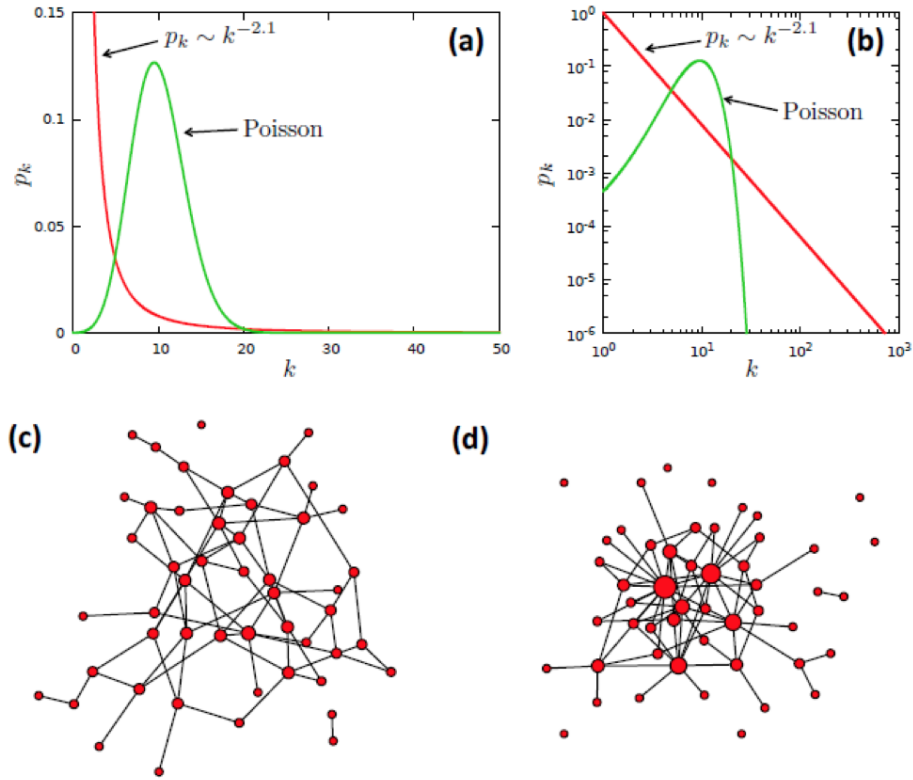 0.15
0.1
0.05
0
0
10
20
30
40
50
p_k
k
p_k ∼ k^{-2.1}
(a)
Poisson
10^0
10^{-1}
10^{-2}
10^{-3}
10^{-4}
10^{-5}
10^{-6}
10^0
10^1
10^2
10^3
p_k
k
p_k ∼ k^{-2.1}
(b)
Poisson
(c)
(d)